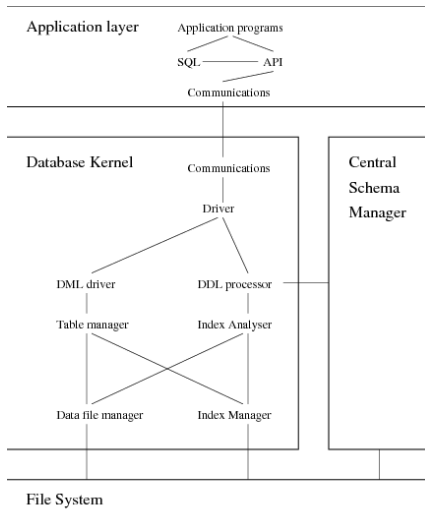 Application layer
Application programs
SQL
API
Communications
Database Kernel
Communications
Driver
DML driver
DDL processor
Table manager
Index Analyser
Data file manager
Index Manager
Central
Schema
Manager
File System